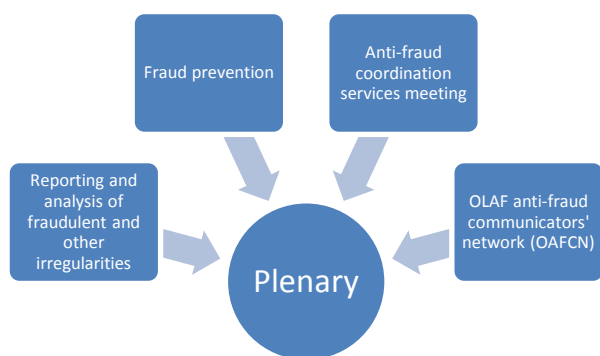 Fraud prevention
Anti-fraud
coordination
services meeting
Reporting and
analysis of
fraudulent and
other
irregularities
OLAF anti-fraud
communicators'
network (OAFCN)
Plenary